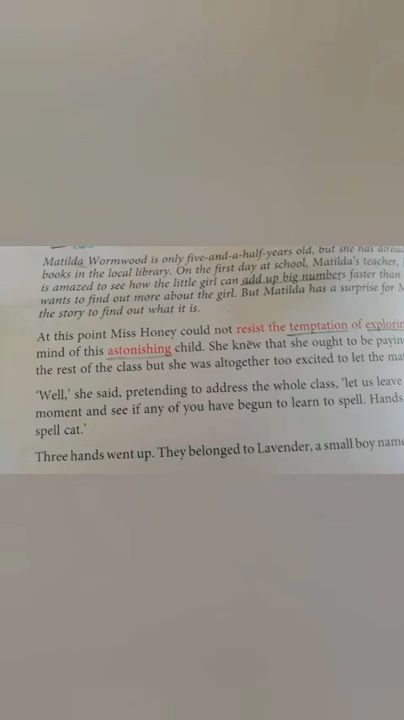 Matilda Wormwood is only five-and-a-half-years old, but she has alrea
books in the local library. On the first day at school, Matilda's teacher,
is amazed to see how the little girl can add up big numbers faster than
wants to find out more about the girl. But Matilda has a surprise for M
the story to find out what it is.
At this point Miss Honey could not resist the temptation of explorin
mind of this astonishing child. She knew that she ought to be payin
the rest of the class but she was altogether too excited to let the ma
'Well,' she said, pretending to address the whole class, 'let us leave
moment and see if any of you have begun to learn to spell. Hands
spell cat.'
Three hands went up. They belonged to Lavender, a small boy name